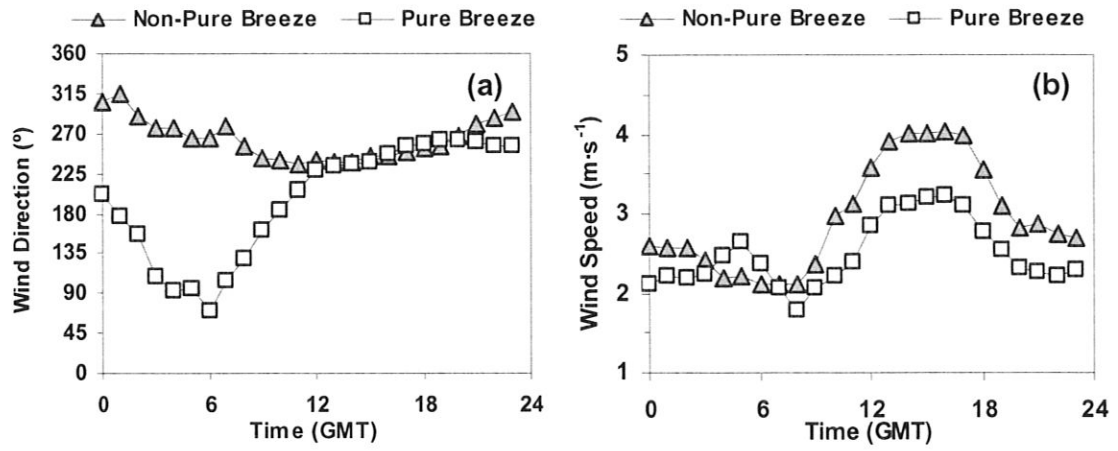 Non-Pure Breeze Pure Breeze
(a)
Wind Direction (º)
360
315
270
225
180
135
90
45
0
0 6 12 18 24
Time (GMT)
Non-Pure Breeze Pure Breeze
(b)
Wind Speed (m·s⁻¹)
5
4
3
2
1
0 6 12 18 24
Time (GMT)